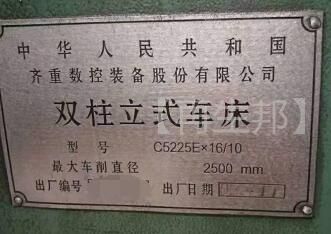 中华人民共和国
齐重数控装备股份有限公司
双柱立式车床
型号 C5225E×16/10
最大车削直径 2500 mm
出厂编号 出厂日期